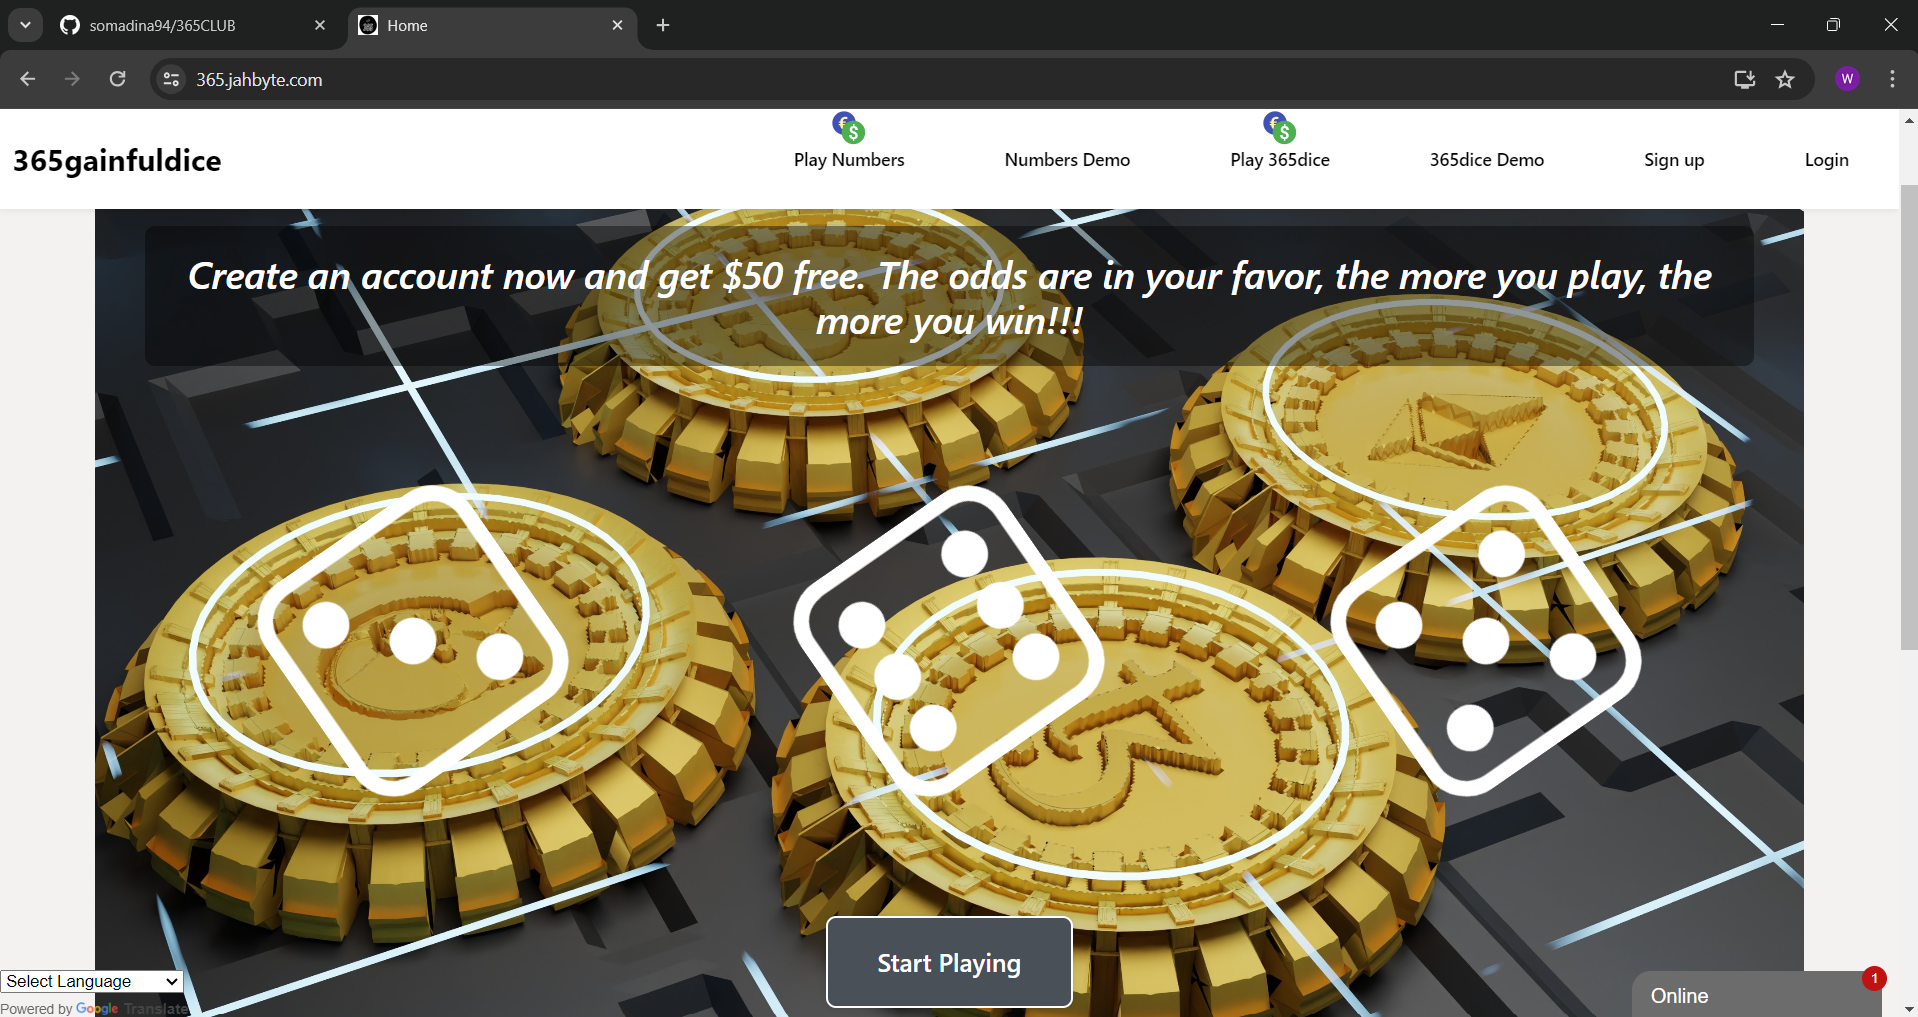 somadina94/365CLUB
Home
365.jahbyte.com
W
365gainfuldice
Play Numbers
Numbers Demo
Play 365dice
365dice Demo
Sign up
Login
Create an account now and get $50 free. The odds are in your favor, the more you play, the
more you win!!!
Start Playing
Select Language
Powered by Google Translate
Online
1